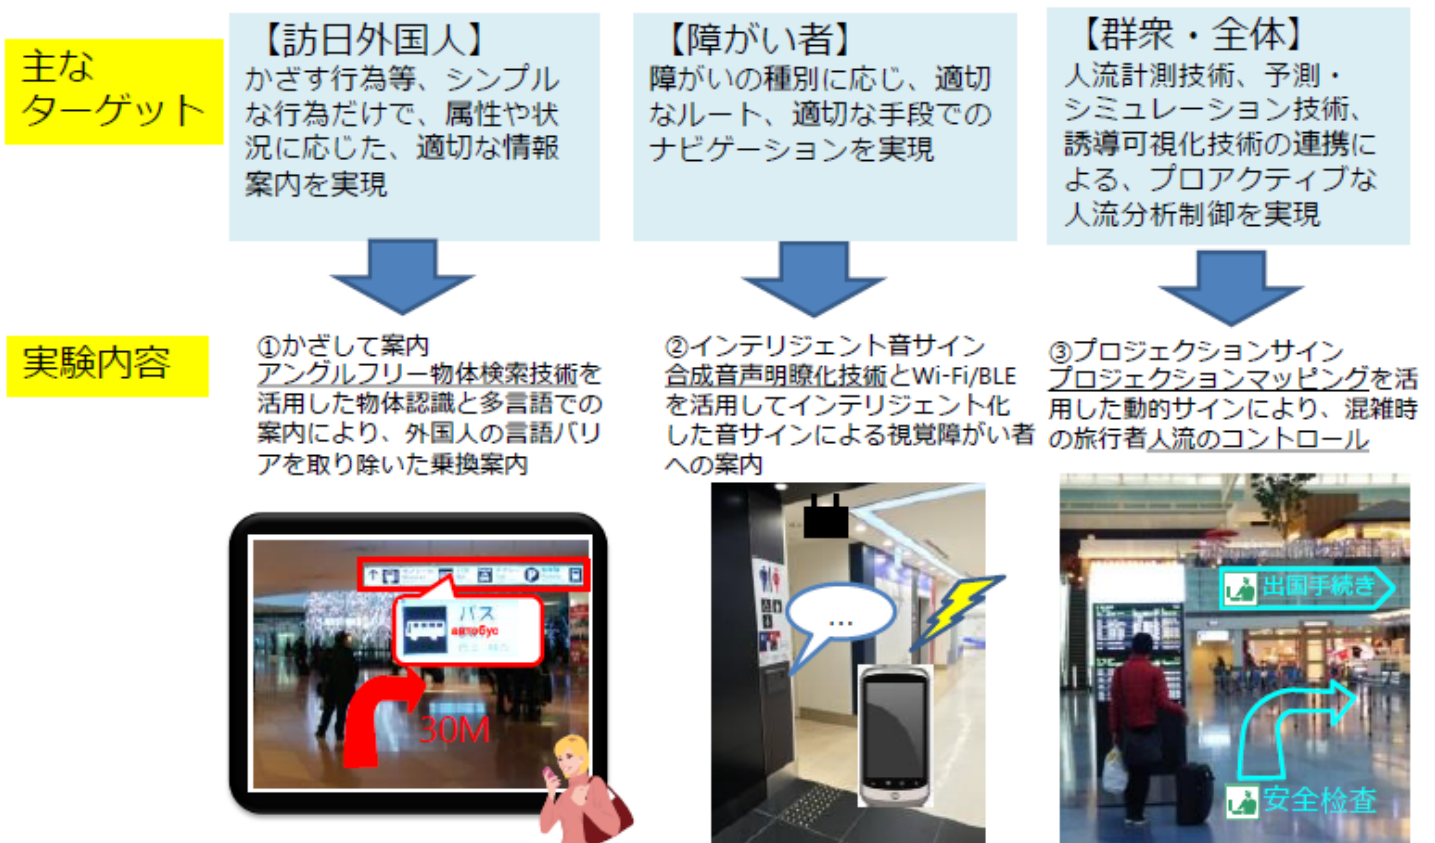 主な
ターゲット
【訪日外国人】
かざす行為等、シンプル
な行為だけで、属性や状
況に応じた、適切な情報
案内を実現
【障がい者】
障がいの種別に応じ、適切
なルート、適切な手段での
ナビゲーションを実現
【群衆・全体】
人流計測技術、予測・
シミュレーション技術、
誘導可視化技術の連携に
よる、プロアクティブな
人流分析制御を実現
実験内容
①かざして案内
アングルフリー物体検索技術を
活用した物体認識と多言語での
案内により、外国人の言語バリ
アを取り除いた乗換案内
②インテリジェント音サイン
合成音声明瞭化技術とWi-Fi/BLE
を活用してインテリジェント化
した音サインによる視覚障がい者
への案内
③プロジェクションサイン
プロジェクションマッピングを活
用した動的サインにより、混雑時
の旅行者人流のコントロール
バス
автобус
30M
...
出国手続き
安全検査